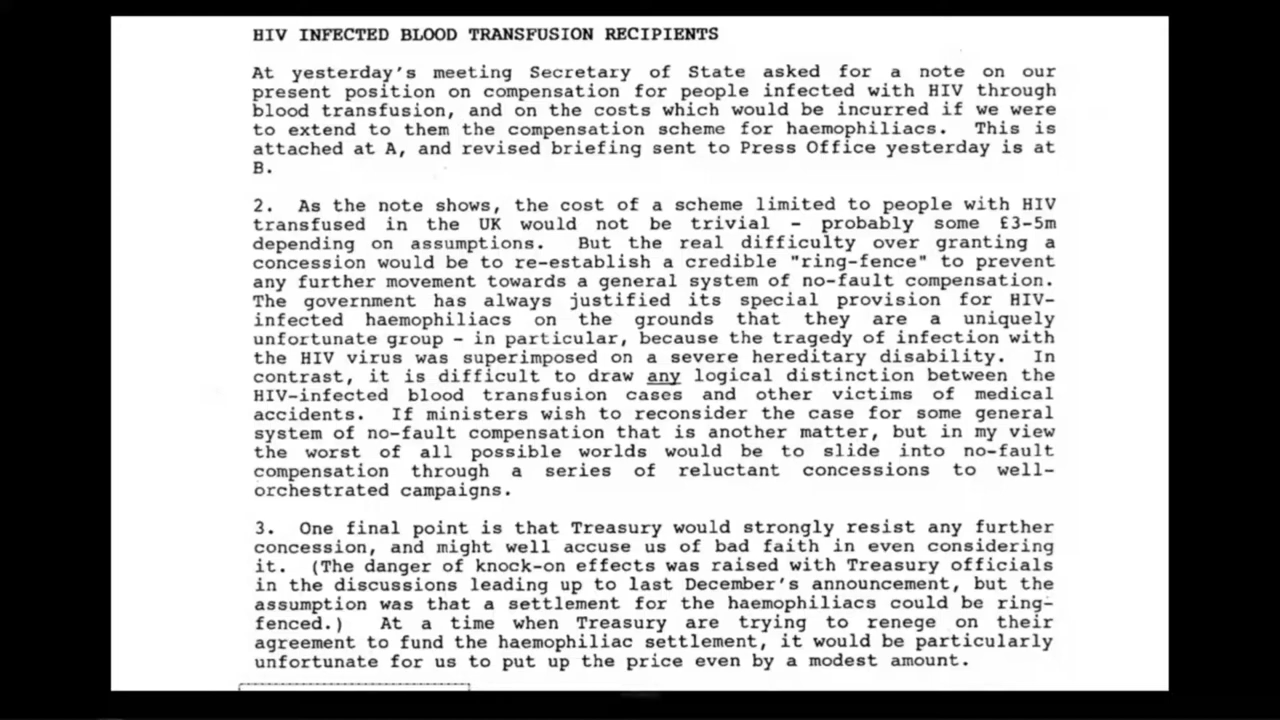 HIV INFECTED BLOOD TRANSFUSION RECIPIENTS
At yesterday's meeting Secretary of State asked for a note on our
present position on compensation for people infected with HIV through
blood transfusion, and on the costs which would be incurred if we were
to extend to them the compensation scheme for haemophiliacs. This is
attached at A, and revised briefing sent to Press Office yesterday is at
B.
2. As the note shows, the cost of a scheme limited to people with HIV
transfused in the UK would not be trivial - probably some £3-5m
depending on assumptions. But the real difficulty over granting a
concession would be to re-establish a credible "ring-fence" to prevent
any further movement towards a general system of no-fault compensation.
The government has always justified its special provision for HIV-
infected haemophiliacs on the grounds that they are a uniquely
unfortunate group - in particular, because the tragedy of infection with
the HIV virus was superimposed on a severe hereditary disability. In
contrast, it is difficult to draw any logical distinction between the
HIV-infected blood transfusion cases and other victims of medical
accidents. If ministers wish to reconsider the case for some general
system of no-fault compensation that is another matter, but in my view
the worst of all possible worlds would be to slide into no-fault
compensation through a series of reluctant concessions to well-
orchestrated campaigns.
3. One final point is that Treasury would strongly resist any further
concession, and might well accuse us of bad faith in even considering
it. (The danger of knock-on effects was raised with Treasury officials
in the discussions leading up to last December's announcement, but the
assumption was that a settlement for the haemophiliacs could be ring-
fenced.) At a time when Treasury are trying to renege on their
agreement to fund the haemophiliac settlement, it would be particularly
unfortunate for us to put up the price even by a modest amount.